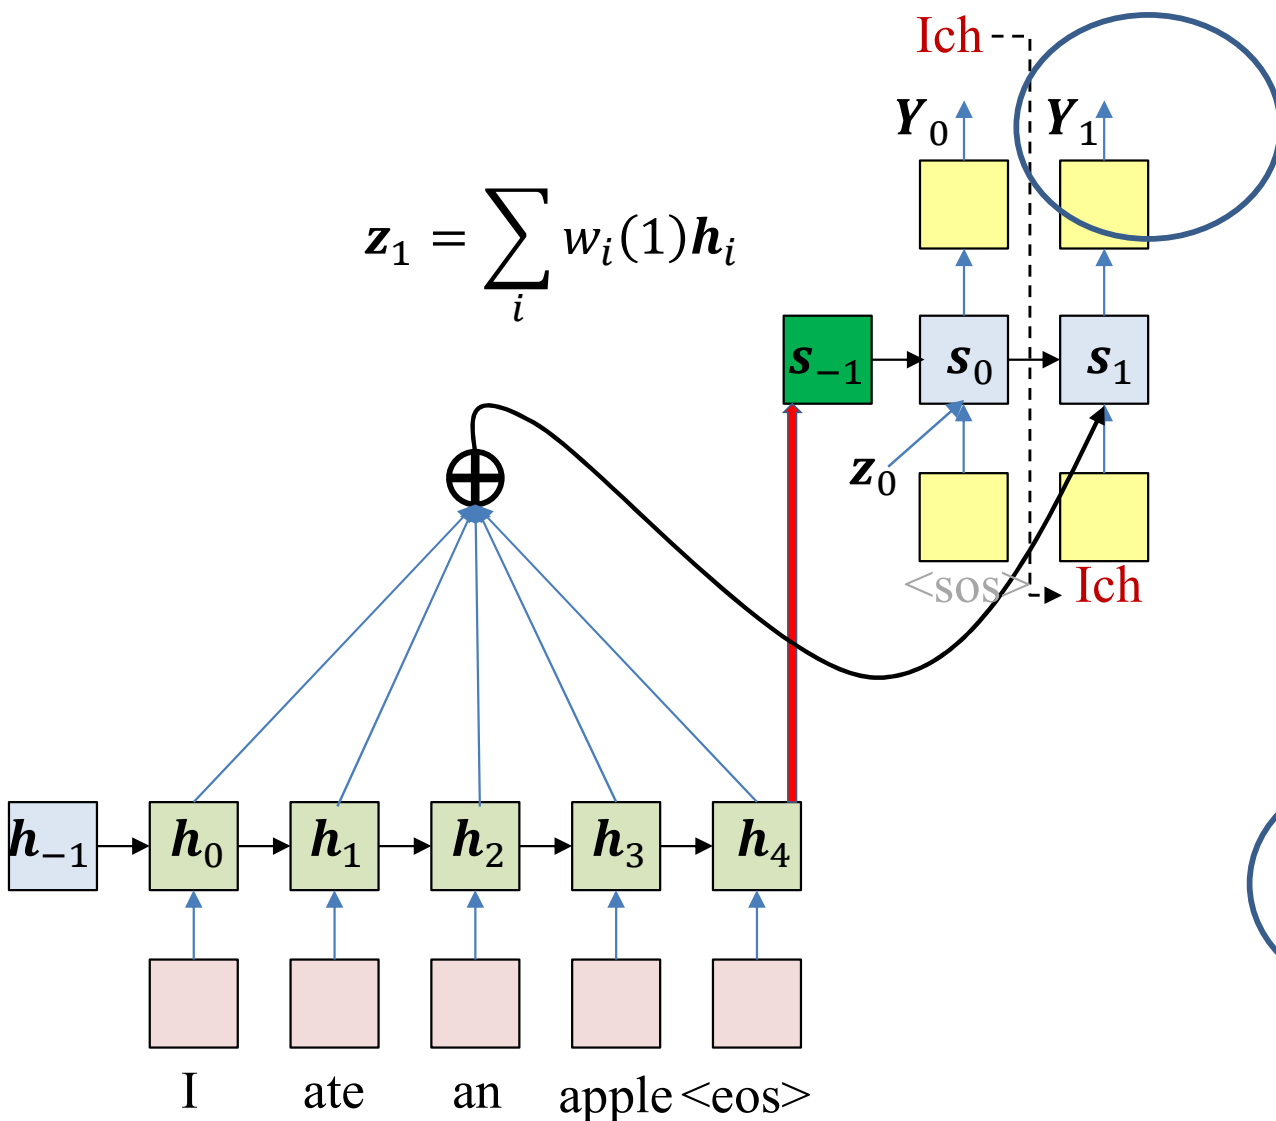 Ich
Y₀ Y₁
z₁ = ∑ᵢ wᵢ(1)hᵢ
s₋₁ s₀ s₁
z₀
<sos> Ich
h₋₁ h₀ h₁ h₂ h₃ h₄
I ate an apple <eos>